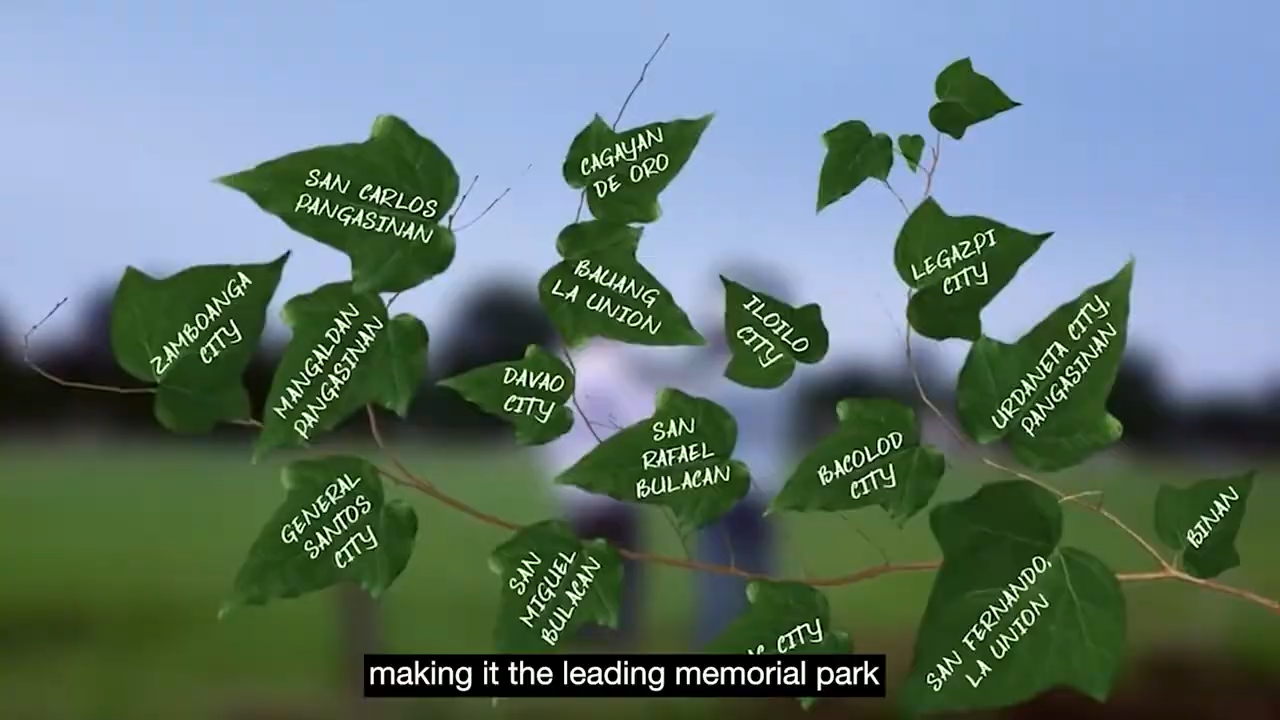 CAGAYAN
DE ORO
SAN CARLOS
PANGASINAN
LEGAZPI
CITY
BAUANG
LA UNION
ZAMBOANGA
CITY
MANGALDAN
PANGASINAN
ILOILO
CITY
URDANETA CITY,
PANGASINAN
DAVAO
CITY
SAN
RAFAEL
BULACAN
BACOLOD
CITY
GENERAL
SANTOS
CITY
BINAN
SAN
MIGUEL
BULACAN
SAN FERNANDO,
LA UNION
CITY
making it the leading memorial park